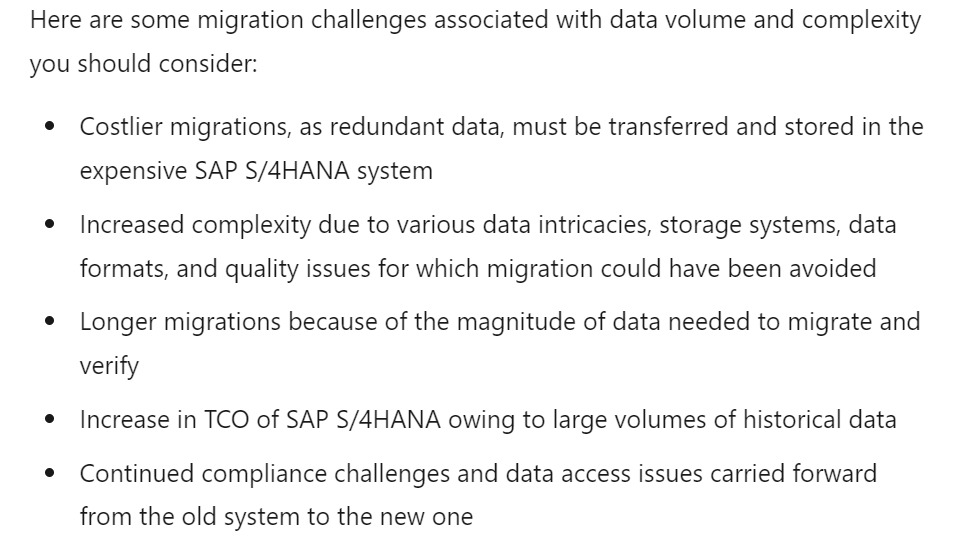 Here are some migration challenges associated with data volume and complexity
you should consider:
• Costlier migrations, as redundant data, must be transferred and stored in the
expensive SAP S/4HANA system
• Increased complexity due to various data intricacies, storage systems, data
formats, and quality issues for which migration could have been avoided
• Longer migrations because of the magnitude of data needed to migrate and
verify
• Increase in TCO of SAP S/4HANA owing to large volumes of historical data
• Continued compliance challenges and data access issues carried forward
from the old system to the new one